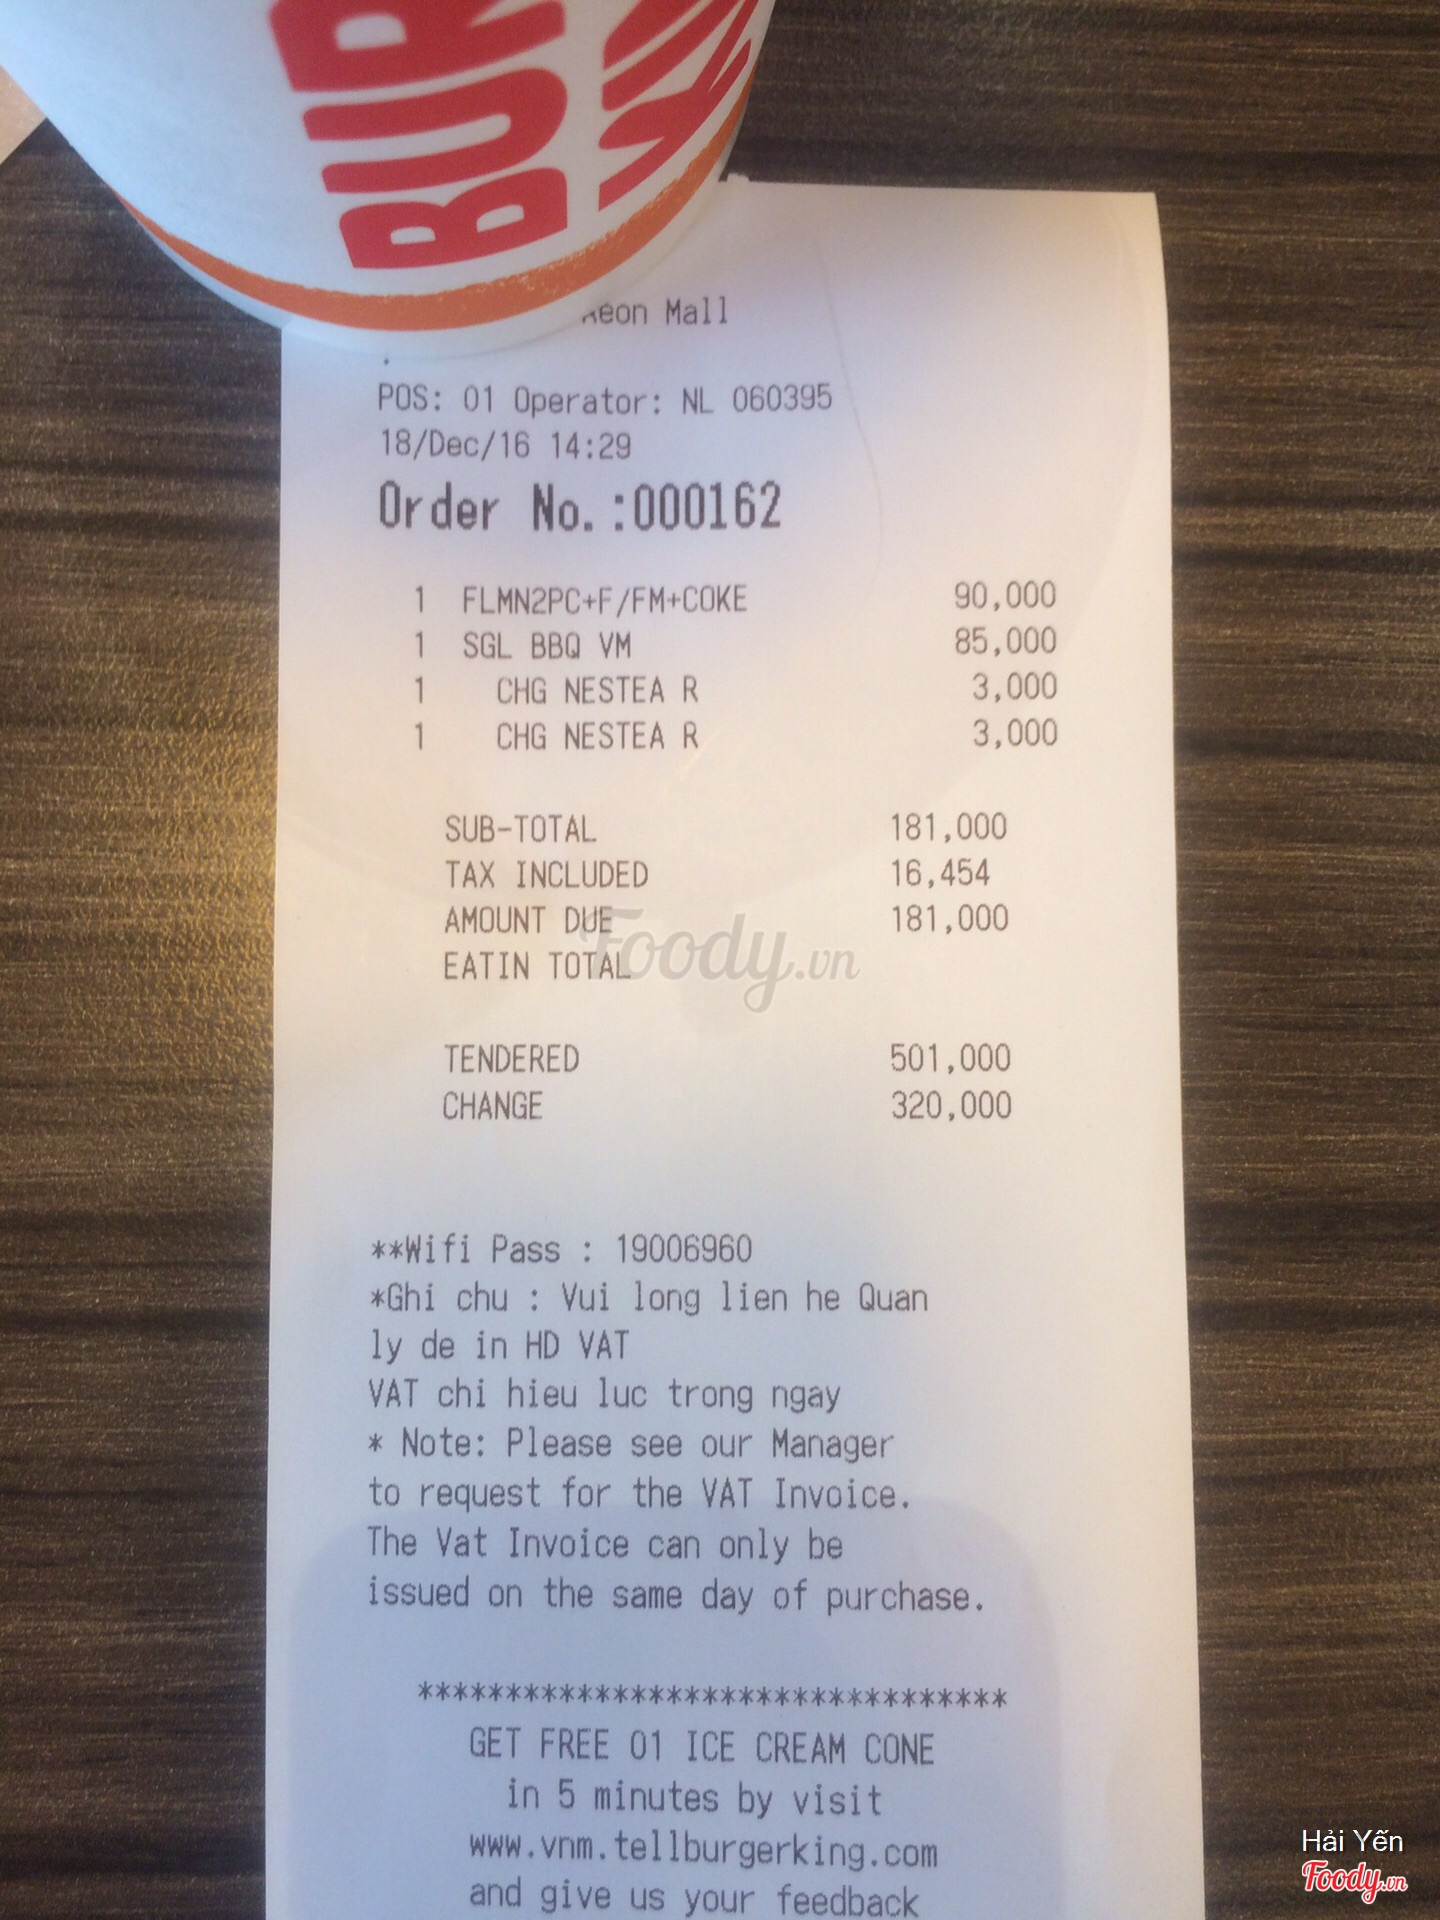 BUR
Aeon Mall
.
POS: 01 Operator: NL 060395
18/Dec/16 14:29
Order No.:000162
1 FLMN2PC+F/FM+COKE 90,000
1 SGL BBQ VM 85,000
1 CHG NESTEA R 3,000
1 CHG NESTEA R 3,000
SUB-TOTAL 181,000
TAX INCLUDED 16,454
AMOUNT DUE 181,000
EATIN TOTAL
Foody.vn
TENDERED 501,000
CHANGE 320,000
**Wifi Pass : 19006960
*Ghi chu : Vui long lien he Quan
ly de in HD VAT
VAT chi hieu luc trong ngay
* Note: Please see our Manager
to request for the VAT Invoice.
The Vat Invoice can only be
issued on the same day of purchase.
***********************************
GET FREE 01 ICE CREAM CONE
in 5 minutes by visit
www.vnm.tellburgerking.com
and give us your feedback
Hải Yến
Foody.vn